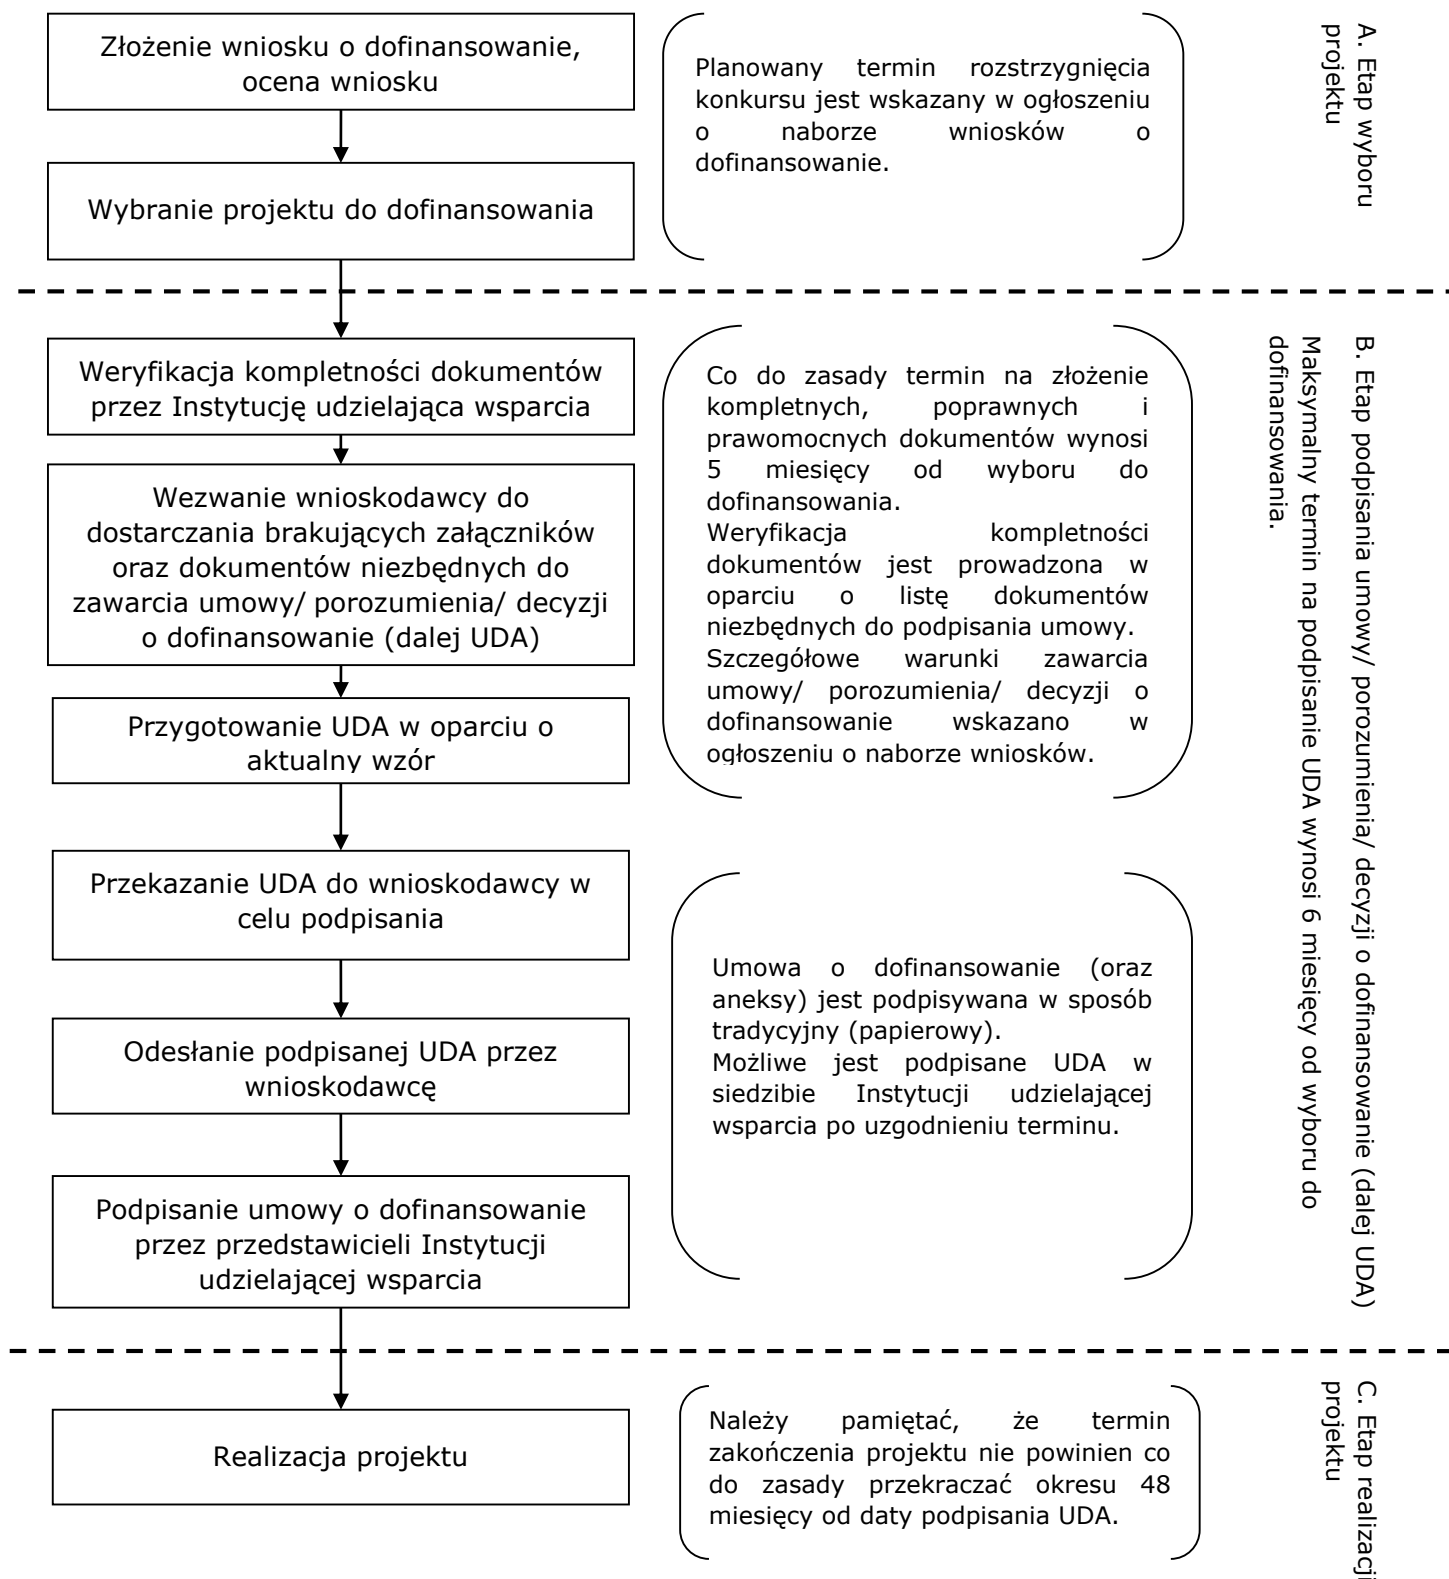 Złożenie wniosku o dofinansowanie,
ocena wniosku
Planowany termin rozstrzygnięcia
konkursu jest wskazany w ogłoszeniu
o naborze wniosków o
dofinansowanie.
Wybranie projektu do dofinansowania
A. Etap wyboru
projektu
Weryfikacja kompletności dokumentów
przez Instytucję udzielająca wsparcia
Wezwanie wnioskodawcy do
dostarczania brakujących załączników
oraz dokumentów niezbędnych do
zawarcia umowy/ porozumienia/ decyzji
o dofinansowanie (dalej UDA)
Przygotowanie UDA w oparciu o
aktualny wzór
Co do zasady termin na złożenie
kompletnych, poprawnych i
prawomocnych dokumentów wynosi
5 miesięcy od wyboru do
dofinansowania.
Weryfikacja kompletności
dokumentów jest prowadzona w
oparciu o listę dokumentów
niezbędnych do podpisania umowy.
Szczegółowe warunki zawarcia
umowy/ porozumienia/ decyzji o
dofinansowanie wskazano w
ogłoszeniu o naborze wniosków.
Przekazanie UDA do wnioskodawcy w
celu podpisania
Odesłanie podpisanej UDA przez
wnioskodawcę
Podpisanie umowy o dofinansowanie
przez przedstawicieli Instytucji
udzielającej wsparcia
Umowa o dofinansowanie (oraz
aneksy) jest podpisywana w sposób
tradycyjny (papierowy).
Możliwe jest podpisane UDA w
siedzibie Instytucji udzielającej
wsparcia po uzgodnieniu terminu.
B. Etap podpisania umowy/ porozumienia/ decyzji o dofinansowanie (dalej UDA)
Maksymalny termin na podpisanie UDA wynosi 6 miesięcy od wyboru do
dofinansowania.
Realizacja projektu
Należy pamiętać, że termin
zakończenia projektu nie powinien co
do zasady przekraczać okresu 48
miesięcy od daty podpisania UDA.
C. Etap realizacji
projektu